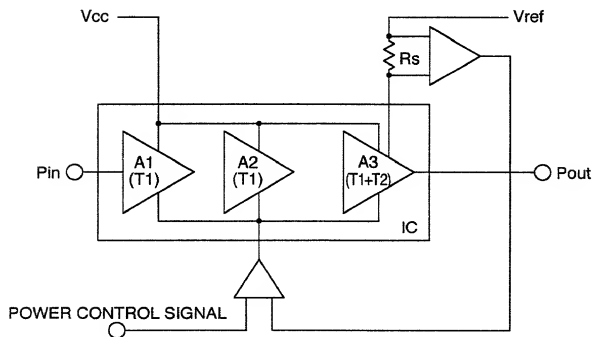 Vcc
Vref
Rs
A1
(T1)
A2
(T1)
A3
(T1+T2)
Pin
Pout
IC
POWER CONTROL SIGNAL